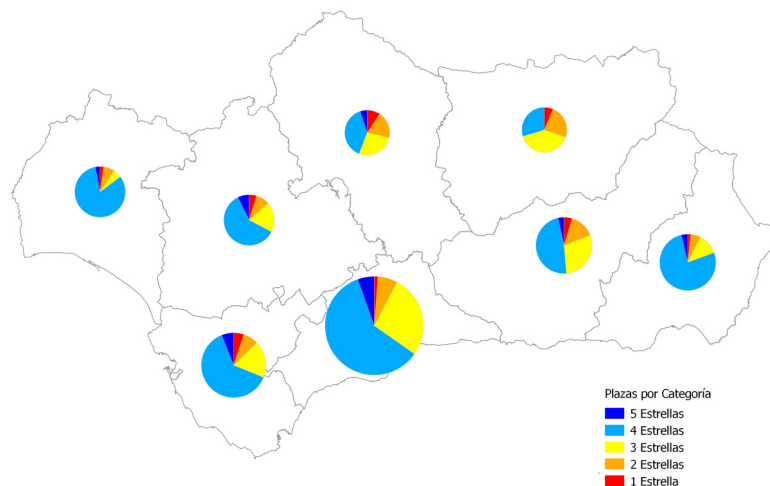 Plazas por Categoría
5 Estrellas
4 Estrellas
3 Estrellas
2 Estrellas
1 Estrella